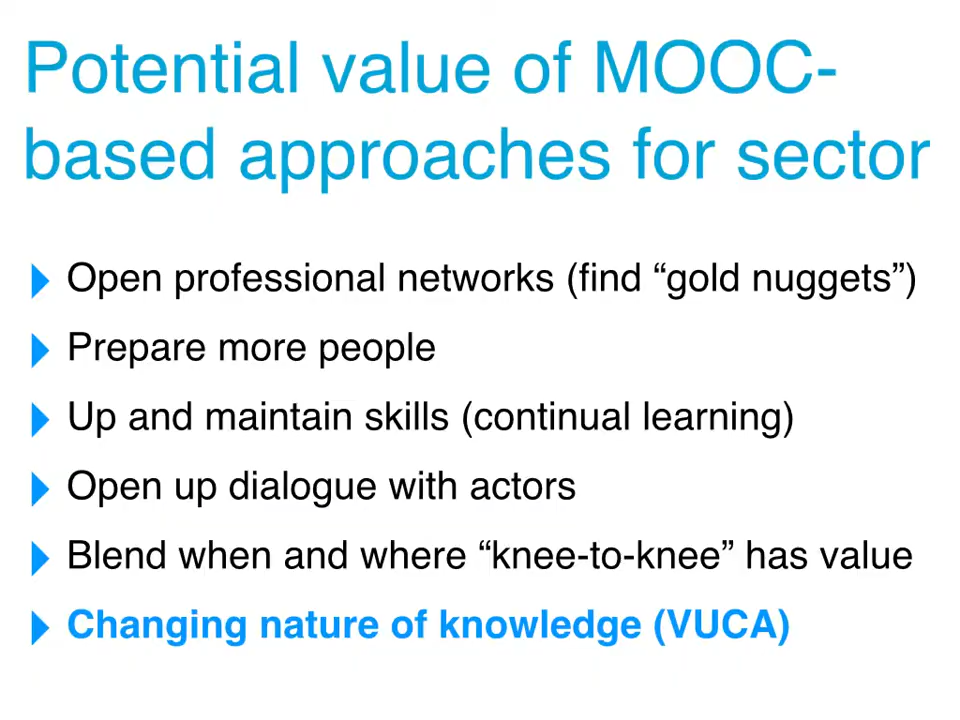 Potential value of MOOC-
based approaches for sector
Open professional networks (find “gold nuggets”)
Prepare more people
Up and maintain skills (continual learning)
Open up dialogue with actors
Blend when and where “knee-to-knee” has value
Changing nature of knowledge (VUCA)